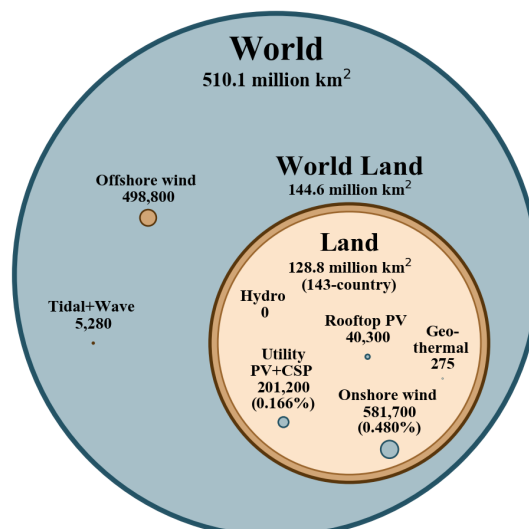 World
510.1 million km²
World Land
144.6 million km²
Offshore wind
498,800
Land
128.8 million km²
(143-country)
Hydro
0
Tidal+Wave
5,280
Rooftop PV
40,300
Geo-
thermal
275
Utility
PV+CSP
201,200
(0.166%)
Onshore wind
581,700
(0.480%)